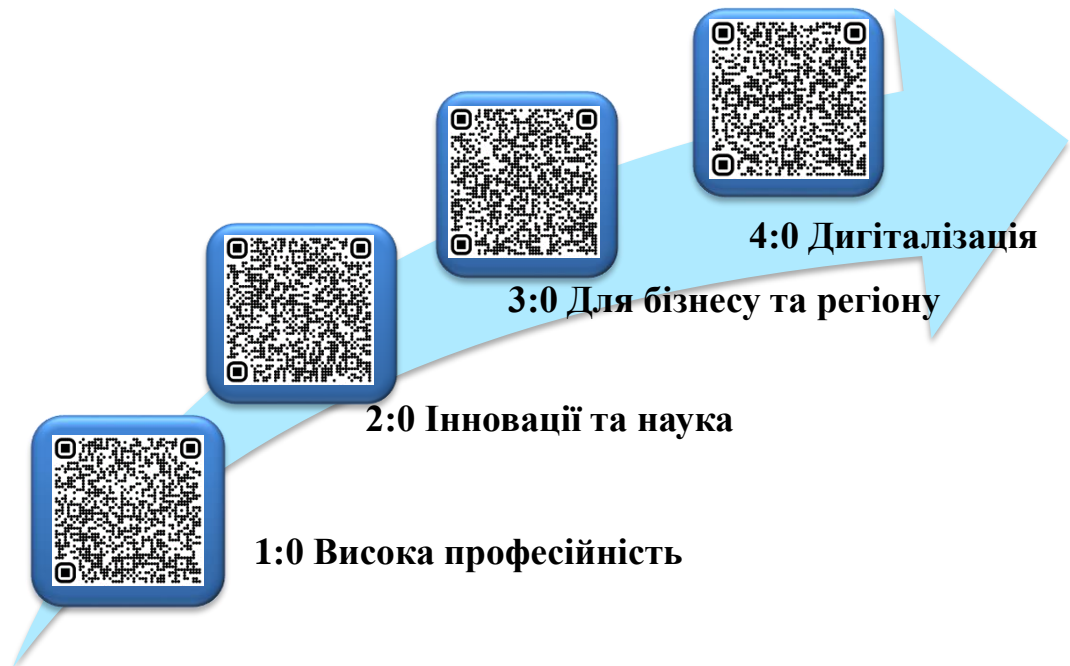 4:0 Дигіталізація
3:0 Для бізнесу та регіону
2:0 Інновації та наука
1:0 Висока професійність